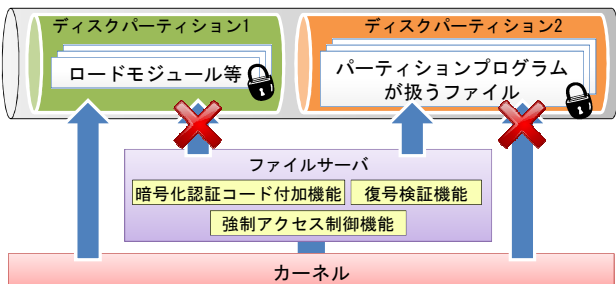 ディスクパーティション1
ディスクパーティション2
ロードモジュール等
パーティションプログラム
が扱うファイル
ファイルサーバ
暗号化認証コード付加機能
復号検証機能
強制アクセス制御機能
カーネル